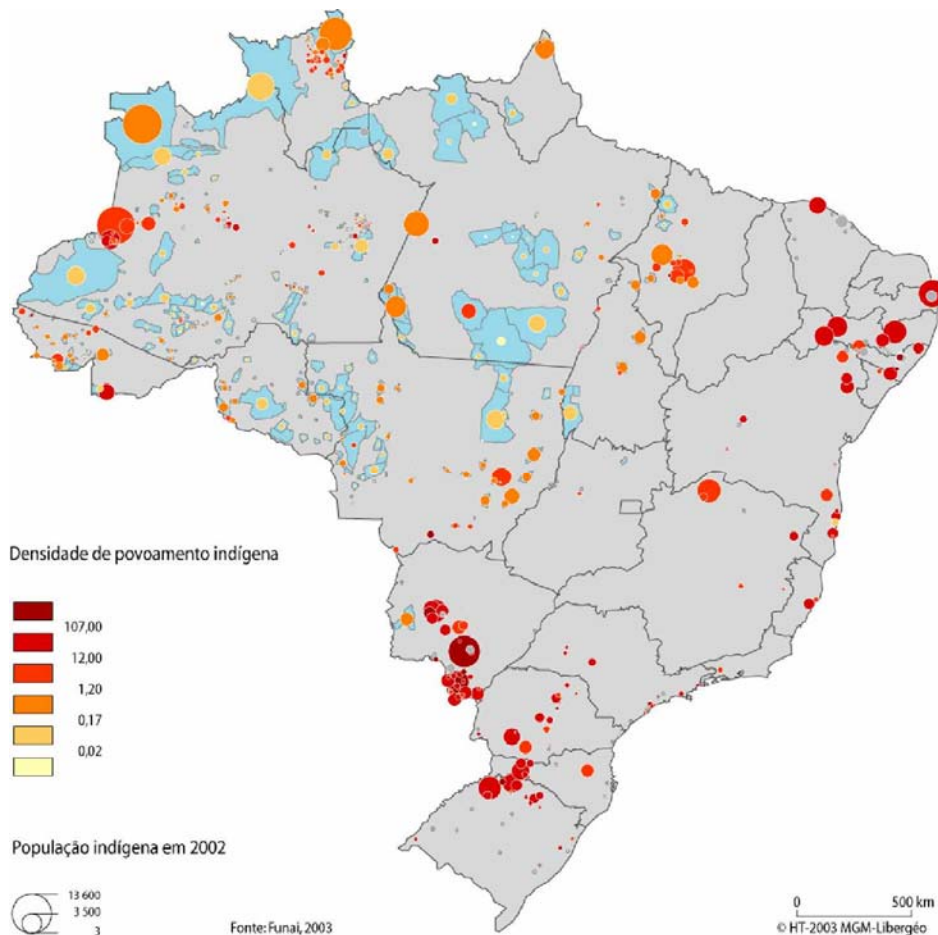 Densidade de povoamento indígena
107,00
12,00
1,20
0,17
0,02
População indígena em 2002
13 600
3 500
3
Fonte: Funai, 2003
0 500 km
© HT-2003 MGM-Libergéo